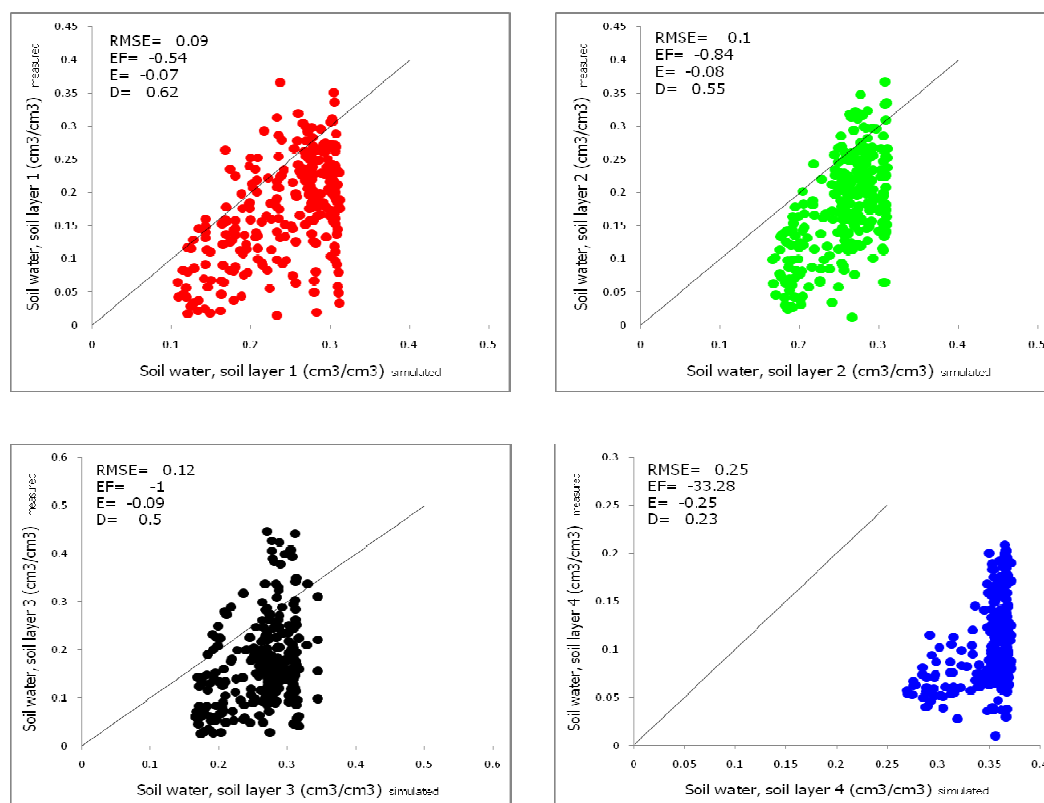 RMSE= 0.09
EF= -0.54
E= -0.07
D= 0.62
Soil water, soil layer 1 (cm3/cm3) measured
0.45
0.4
0.35
0.3
0.25
0.2
0.15
0.1
0.05
0
0 0.1 0.2 0.3 0.4 0.5
Soil water, soil layer 1 (cm3/cm3) simulated
RMSE= 0.1
EF= -0.84
E= -0.08
D= 0.55
Soil water, soil layer 2 (cm3/cm3) measured
0.45
0.4
0.35
0.3
0.25
0.2
0.15
0.1
0.05
0
0 0.1 0.2 0.3 0.4 0.5
Soil water, soil layer 2 (cm3/cm3) simulated
RMSE= 0.12
EF= -1
E= -0.09
D= 0.5
Soil water, soil layer 3 (cm3/cm3) measured
0.6
0.5
0.4
0.3
0.2
0.1
0
0 0.1 0.2 0.3 0.4 0.5 0.6
Soil water, soil layer 3 (cm3/cm3) simulated
RMSE= 0.25
EF= -33.28
E= -0.25
D= 0.23
Soil water, soil layer 4 (cm3/cm3) measured
0.3
0.25
0.2
0.15
0.1
0.05
0
0 0.05 0.1 0.15 0.2 0.25 0.3 0.35 0.4
Soil water, soil layer 4 (cm3/cm3) simulated